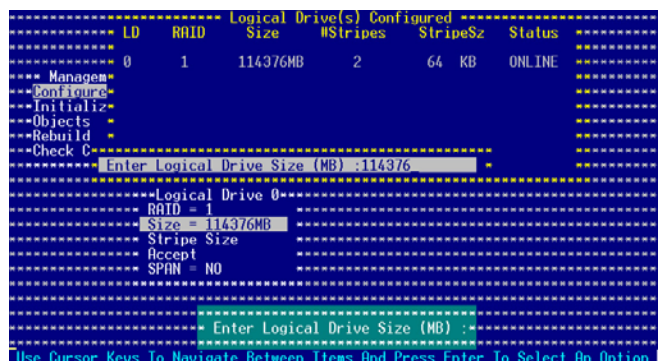 Logical Drive(s) Configured
LD RAID Size #Stripes StripeSz Status
0 1 114376MB 2 64 KB ONLINE
Managem
Configure
Initializ
Objects
Rebuild
Check C
Enter Logical Drive Size (MB) :114376_
Logical Drive 0
RAID = 1
Size = 114376MB
Stripe Size
Accept
SPAN = NO
Enter Logical Drive Size (MB) :
Use Cursor Keys To Navigate Between Items And Press Enter To Select An Option